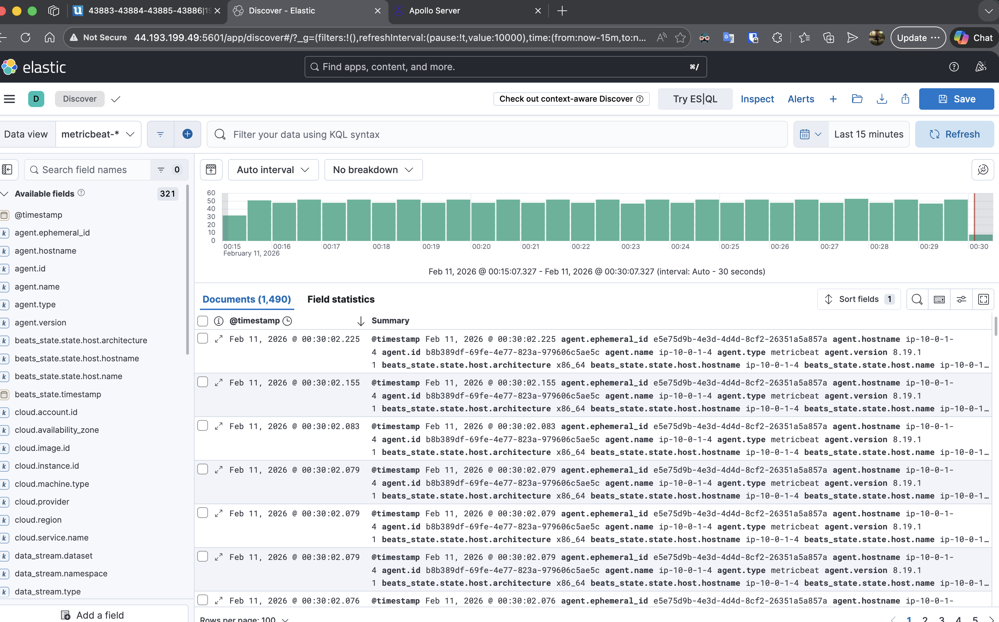 43883-43884-43885-43886|19
Discover - Elastic
Apollo Server
Not Secure 44.193.199.49:5601/app/discover#/?_g=(filters:!(),refreshInterval:(pause:!t,value:10000),time:(from:now-15m,to:n...
Update
Chat
elastic
Find apps, content, and more.
⌘/
D
Discover
Check out context-aware Discover
Try ES|QL
Inspect
Alerts
Save
Data view
metricbeat-*
Filter your data using KQL syntax
Last 15 minutes
Refresh
Search field names
0
Auto interval
No breakdown
Available fields
321
@timestamp
agent.ephemeral_id
agent.hostname
agent.id
agent.name
agent.type
agent.version
beats_state.state.host.architecture
beats_state.state.host.hostname
beats_state.state.host.name
beats_state.timestamp
cloud.account.id
cloud.availability_zone
cloud.image.id
cloud.instance.id
cloud.machine.type
cloud.provider
cloud.region
cloud.service.name
data_stream.dataset
data_stream.namespace
data_stream.type
Add a field
60
50
40
30
20
10
0
00:15 00:16 00:17 00:18 00:19 00:20 00:21 00:22 00:23 00:24 00:25 00:26 00:27 00:28 00:29 00:30
February 11, 2026
Feb 11, 2026 @ 00:15:07.327 - Feb 11, 2026 @ 00:30:07.327 (interval: Auto - 30 seconds)
Documents (1,490)
Field statistics
Sort fields 1
@timestamp
Summary
Feb 11, 2026 @ 00:30:02.225 @timestamp Feb 11, 2026 @ 00:30:02.225 agent.ephemeral_id e5e75d9b-4e3d-4d4d-8cf2-26351a5a857a agent.hostname ip-10-0-1-
4 agent.id b8b389df-69fe-4e77-823a-979606c5ae5c agent.name ip-10-0-1-4 agent.type metricbeat agent.version 8.19.1
1 beats_state.state.host.architecture x86_64 beats_state.state.host.hostname ip-10-0-1-4 beats_state.state.host.name ip-10-0-1…
Feb 11, 2026 @ 00:30:02.155 @timestamp Feb 11, 2026 @ 00:30:02.155 agent.ephemeral_id e5e75d9b-4e3d-4d4d-8cf2-26351a5a857a agent.hostname ip-10-0-1-
4 agent.id b8b389df-69fe-4e77-823a-979606c5ae5c agent.name ip-10-0-1-4 agent.type metricbeat agent.version 8.19.1
1 beats_state.state.host.architecture x86_64 beats_state.state.host.hostname ip-10-0-1-4 beats_state.state.host.name ip-10-0-1…
Feb 11, 2026 @ 00:30:02.083 @timestamp Feb 11, 2026 @ 00:30:02.083 agent.ephemeral_id e5e75d9b-4e3d-4d4d-8cf2-26351a5a857a agent.hostname ip-10-0-1-
4 agent.id b8b389df-69fe-4e77-823a-979606c5ae5c agent.name ip-10-0-1-4 agent.type metricbeat agent.version 8.19.1
1 beats_state.state.host.architecture x86_64 beats_state.state.host.hostname ip-10-0-1-4 beats_state.state.host.name ip-10-0-1…
Feb 11, 2026 @ 00:30:02.079 @timestamp Feb 11, 2026 @ 00:30:02.079 agent.ephemeral_id e5e75d9b-4e3d-4d4d-8cf2-26351a5a857a agent.hostname ip-10-0-1-
4 agent.id b8b389df-69fe-4e77-823a-979606c5ae5c agent.name ip-10-0-1-4 agent.type metricbeat agent.version 8.19.1
1 beats_state.state.host.architecture x86_64 beats_state.state.host.hostname ip-10-0-1-4 beats_state.state.host.name ip-10-0-1…
Feb 11, 2026 @ 00:30:02.079 @timestamp Feb 11, 2026 @ 00:30:02.079 agent.ephemeral_id e5e75d9b-4e3d-4d4d-8cf2-26351a5a857a agent.hostname ip-10-0-1-
4 agent.id b8b389df-69fe-4e77-823a-979606c5ae5c agent.name ip-10-0-1-4 agent.type metricbeat agent.version 8.19.1
1 beats_state.state.host.architecture x86_64 beats_state.state.host.hostname ip-10-0-1-4 beats_state.state.host.name ip-10-0-1…
Feb 11, 2026 @ 00:30:02.079 @timestamp Feb 11, 2026 @ 00:30:02.079 agent.ephemeral_id e5e75d9b-4e3d-4d4d-8cf2-26351a5a857a agent.hostname ip-10-0-1-
4 agent.id b8b389df-69fe-4e77-823a-979606c5ae5c agent.name ip-10-0-1-4 agent.type metricbeat agent.version 8.19.1
1 beats_state.state.host.architecture x86_64 beats_state.state.host.hostname ip-10-0-1-4 beats_state.state.host.name ip-10-0-1…
Feb 11, 2026 @ 00:30:02.076 @timestamp Feb 11, 2026 @ 00:30:02.076 agent.ephemeral_id e5e75d9b-4e3d-4d4d-8cf2-26351a5a857a agent.hostname ip-10-0-1-
Rows per page: 100
1 2 3 4 5